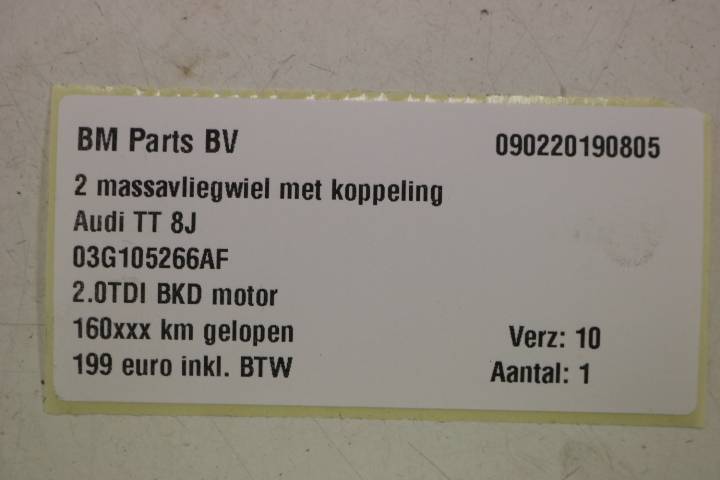 BM Parts BV 090220190805
2 massavliegwiel met koppeling
Audi TT 8J
03G105266AF
2.0TDI BKD motor
160xxx km gelopen Verz: 10
199 euro inkl. BTW Aantal: 1